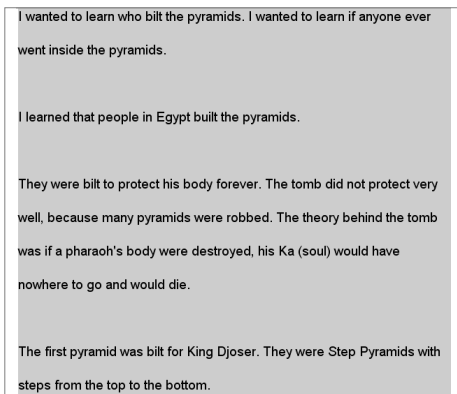 I wanted to learn who bilt the pyramids. I wanted to learn if anyone ever
went inside the pyramids.
I learned that people in Egypt built the pyramids.
They were bilt to protect his body forever. The tomb did not protect very
well, because many pyramids were robbed. The theory behind the tomb
was if a pharaoh's body were destroyed, his Ka (soul) would have
nowhere to go and would die.
The first pyramid was bilt for King Djoser. They were Step Pyramids with
steps from the top to the bottom.